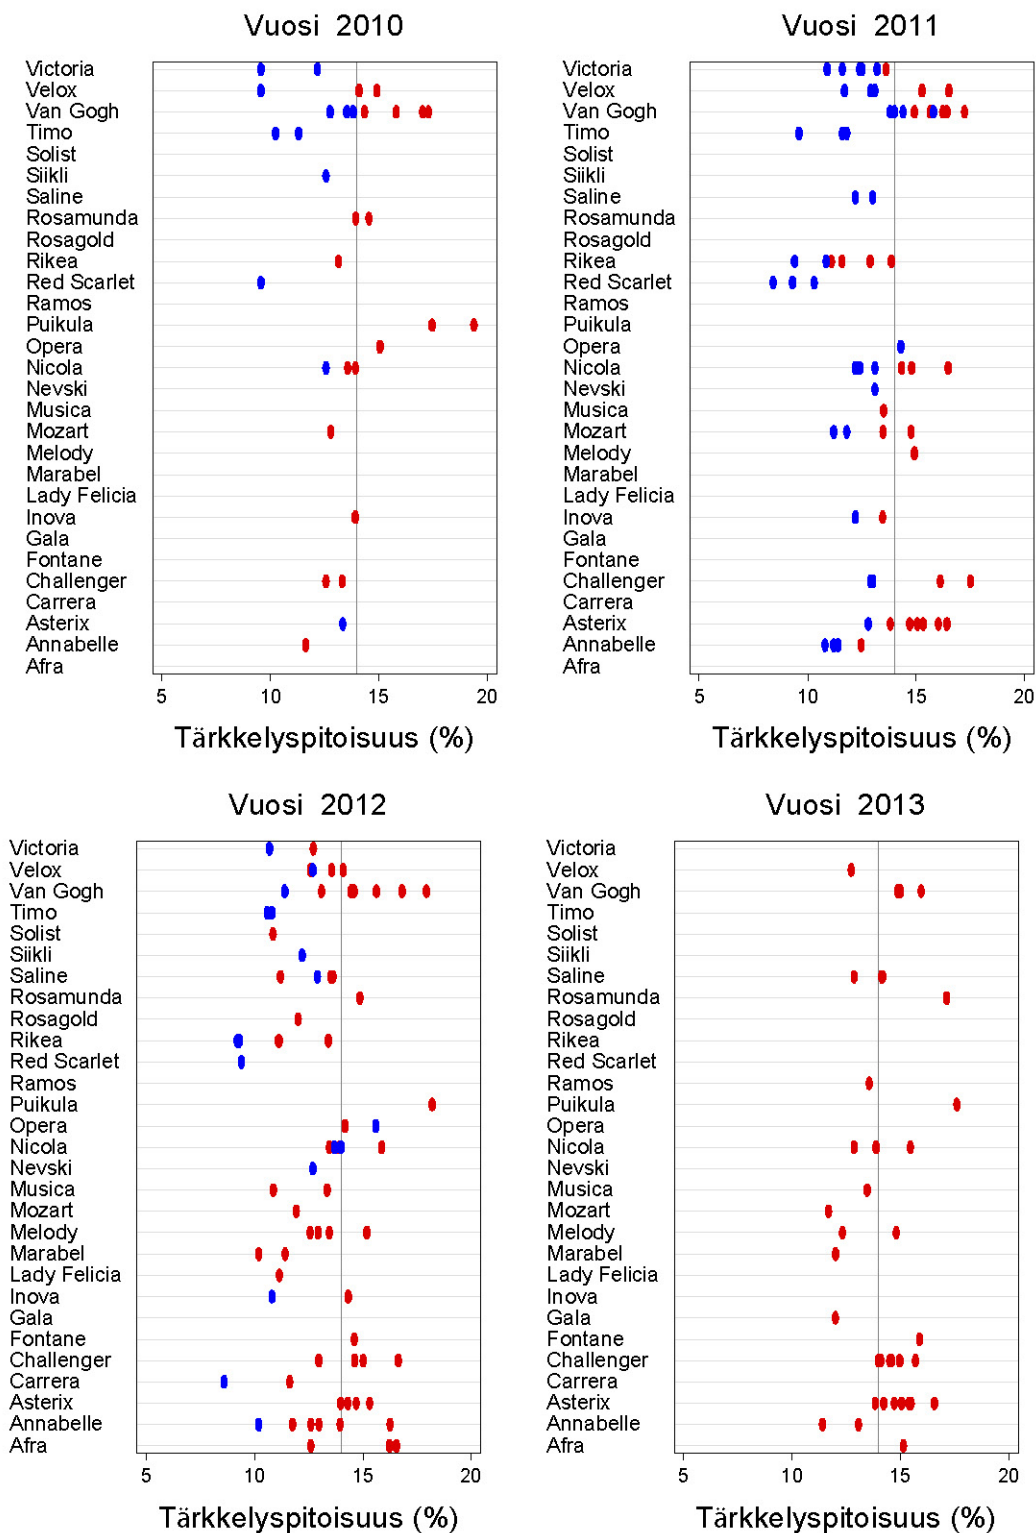 Vuosi 2010
Victoria
Velox
Van Gogh
Timo
Solist
Siikli
Saline
Rosamunda
Rosagold
Rikea
Red Scarlet
Ramos
Puikula
Opera
Nicola
Nevski
Musica
Mozart
Melody
Marabel
Lady Felicia
Inova
Gala
Fontane
Challenger
Carrera
Asterix
Annabelle
Afra
5 10 15 20
Tärkkelyspitoisuus (%)
Vuosi 2011
Victoria
Velox
Van Gogh
Timo
Solist
Siikli
Saline
Rosamunda
Rosagold
Rikea
Red Scarlet
Ramos
Puikula
Opera
Nicola
Nevski
Musica
Mozart
Melody
Marabel
Lady Felicia
Inova
Gala
Fontane
Challenger
Carrera
Asterix
Annabelle
Afra
5 10 15 20
Tärkkelyspitoisuus (%)
Vuosi 2012
Victoria
Velox
Van Gogh
Timo
Solist
Siikli
Saline
Rosamunda
Rosagold
Rikea
Red Scarlet
Ramos
Puikula
Opera
Nicola
Nevski
Musica
Mozart
Melody
Marabel
Lady Felicia
Inova
Gala
Fontane
Challenger
Carrera
Asterix
Annabelle
Afra
5 10 15 20
Tärkkelyspitoisuus (%)
Vuosi 2013
Victoria
Velox
Van Gogh
Timo
Solist
Siikli
Saline
Rosamunda
Rosagold
Rikea
Red Scarlet
Ramos
Puikula
Opera
Nicola
Nevski
Musica
Mozart
Melody
Marabel
Lady Felicia
Inova
Gala
Fontane
Challenger
Carrera
Asterix
Annabelle
Afra
5 10 15 20
Tärkkelyspitoisuus (%)